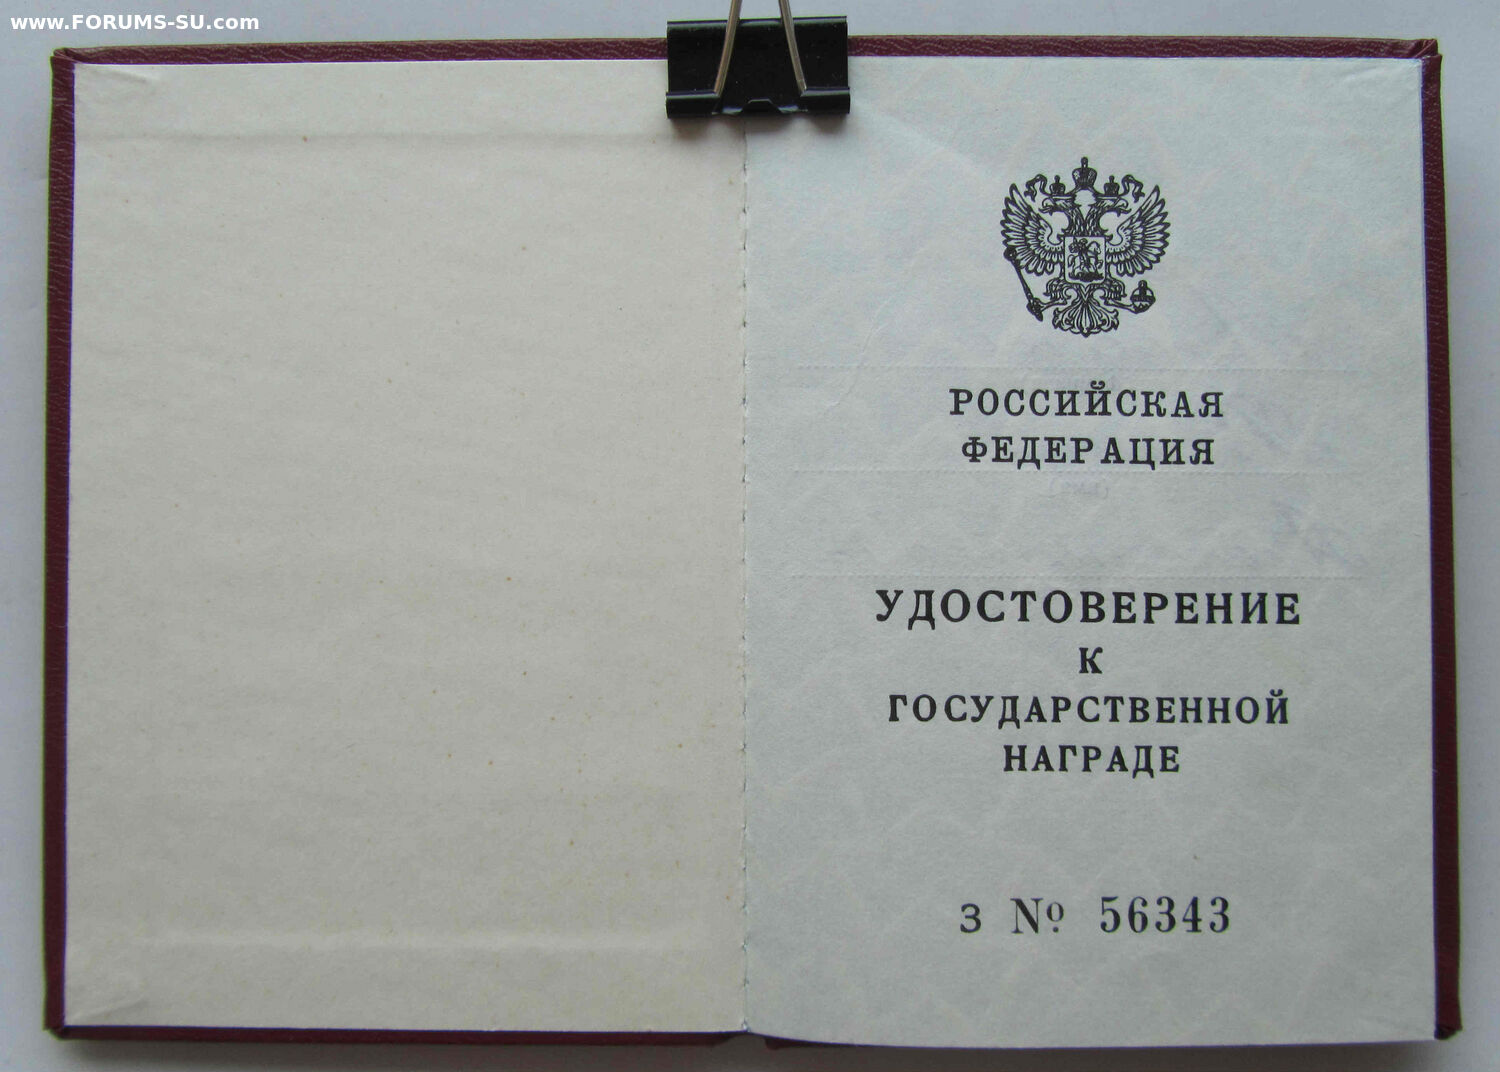 www.FORUMS-SU.com
РОССИЙСКАЯ
ФЕДЕРАЦИЯ
УДОСТОВЕРЕНИЕ
К
ГОСУДАРСТВЕННОЙ
НАГРАДЕ
З № 56343